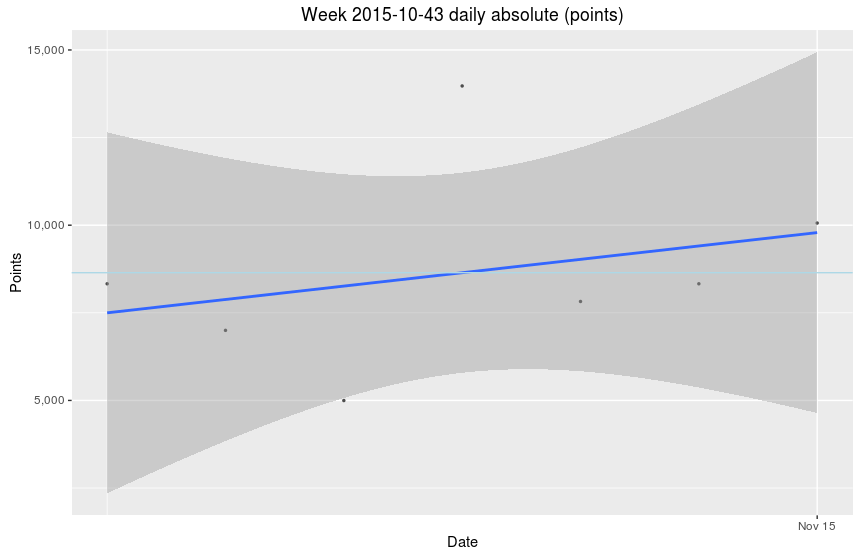 Week 2015-10-43 daily absolute (points)
15,000
10,000
5,000
Points
Nov 15
Date